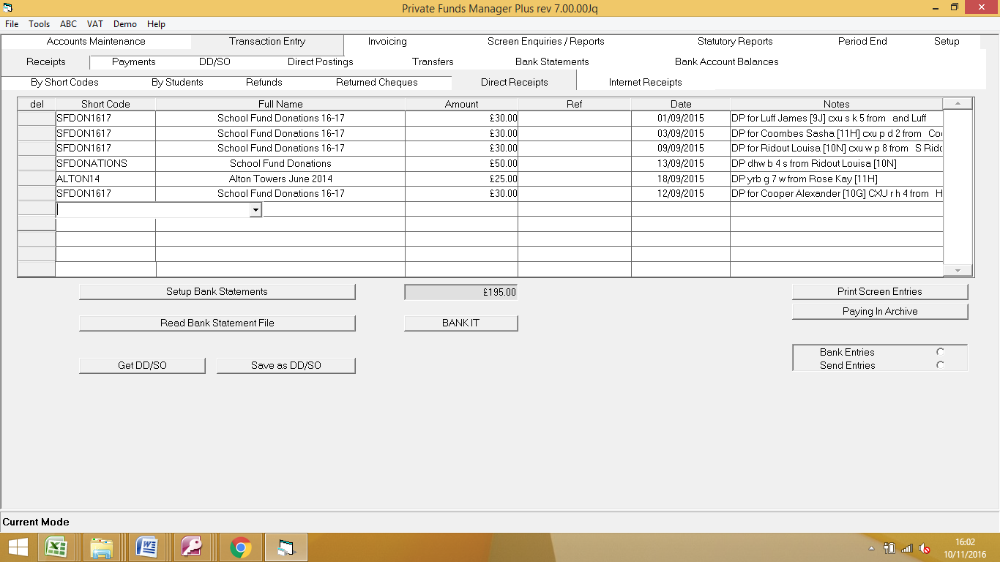 Private Funds Manager Plus rev 7.00.00Jq
File Tools ABC VAT Demo Help
Accounts Maintenance Transaction Entry Invoicing Screen Enquiries / Reports Statutory Reports Period End Setup
Receipts Payments DD/SO Direct Postings Transfers Bank Statements Bank Account Balances
By Short Codes By Students Refunds Returned Cheques Direct Receipts Internet Receipts
del Short Code Full Name Amount Ref Date Notes
SFDON1617 School Fund Donations 16-17 £30.00 01/09/2015 DP for Luff James [9J] cxu s k 5 from and Luff
SFDON1617 School Fund Donations 16-17 £30.00 03/09/2015 DP for Coombes Sasha [11H] cxu p d 2 from Coo
SFDON1617 School Fund Donations 16-17 £30.00 09/09/2015 DP for Ridout Louisa [10N] cxu w p 8 from S Rido
SFDONATIONS School Fund Donations £50.00 13/09/2015 DP dhw b 4 s from Ridout Louisa [10N]
ALTON14 Alton Towers June 2014 £25.00 18/09/2015 DP yrb g 7 w from Rose Kay [11H]
SFDON1617 School Fund Donations 16-17 £30.00 12/09/2015 DP for Cooper Alexander [10G] CXU r h 4 from H
Setup Bank Statements £195.00 Print Screen Entries
Paying In Archive
Read Bank Statement File BANK IT
Bank Entries
Get DD/SO Save as DD/SO Send Entries
Current Mode
16:02
10/11/2016